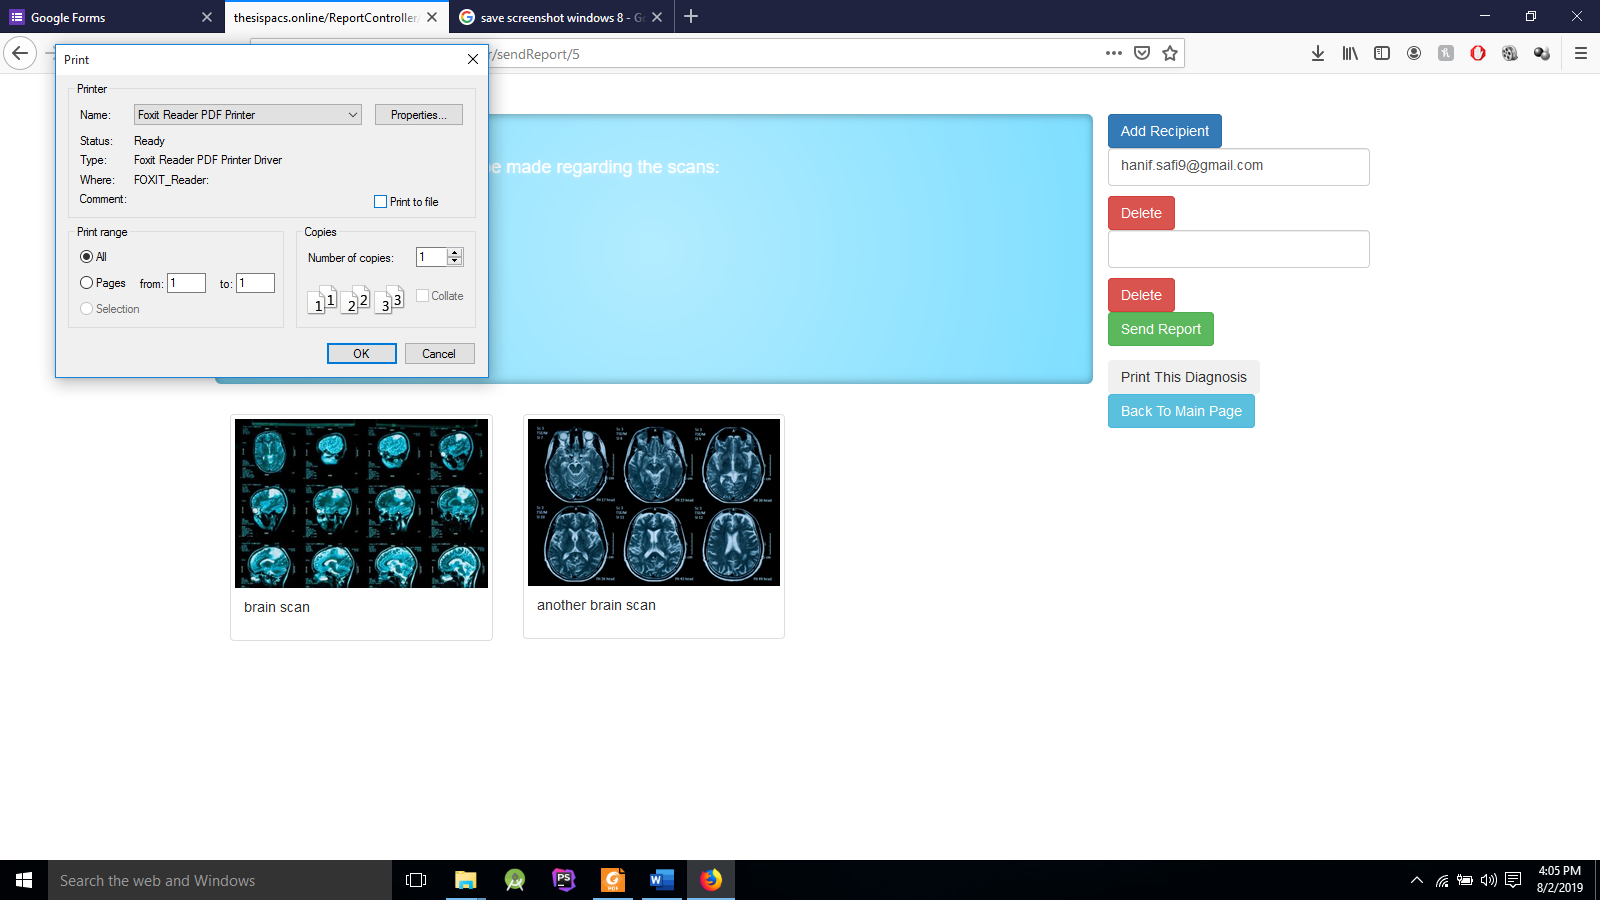 Google Forms
thesispacs.online/ReportController/
save screenshot windows 8 - G
r/sendReport/5
Print
Printer
Name:
Foxit Reader PDF Printer
Properties...
Status:
Ready
Type:
Foxit Reader PDF Printer Driver
Where:
FOXIT_Reader:
Comment:
Print to file
Print range
All
Pages
from:
1
to:
1
Selection
Copies
Number of copies:
1
1 1 2 2 3 3
Collate
OK
Cancel
be made regarding the scans:
Add Recipient
hanif.safi9@gmail.com
Delete
Delete
Send Report
Print This Diagnosis
Back To Main Page
brain scan
another brain scan
Search the web and Windows
PS
PDF
4:05 PM
8/2/2019